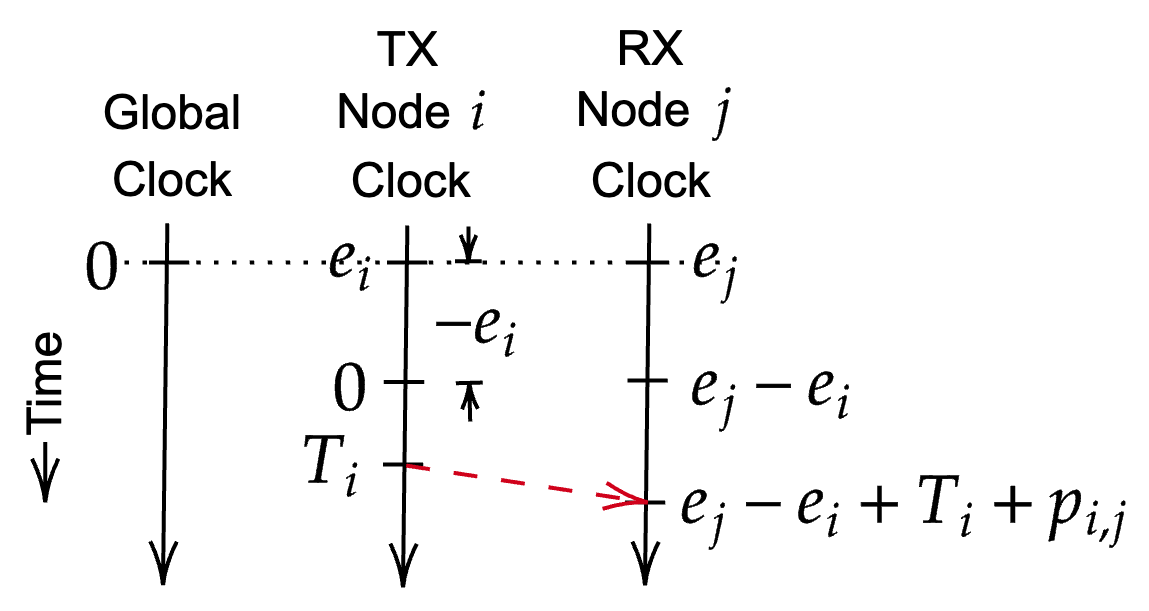 TX
RX
Global
Node i
Node j
Clock
Clock
Clock
0
e_i
e_j
−e_i
Time
0
e_j − e_i
T_i
e_j − e_i + T_i + p_{i,j}